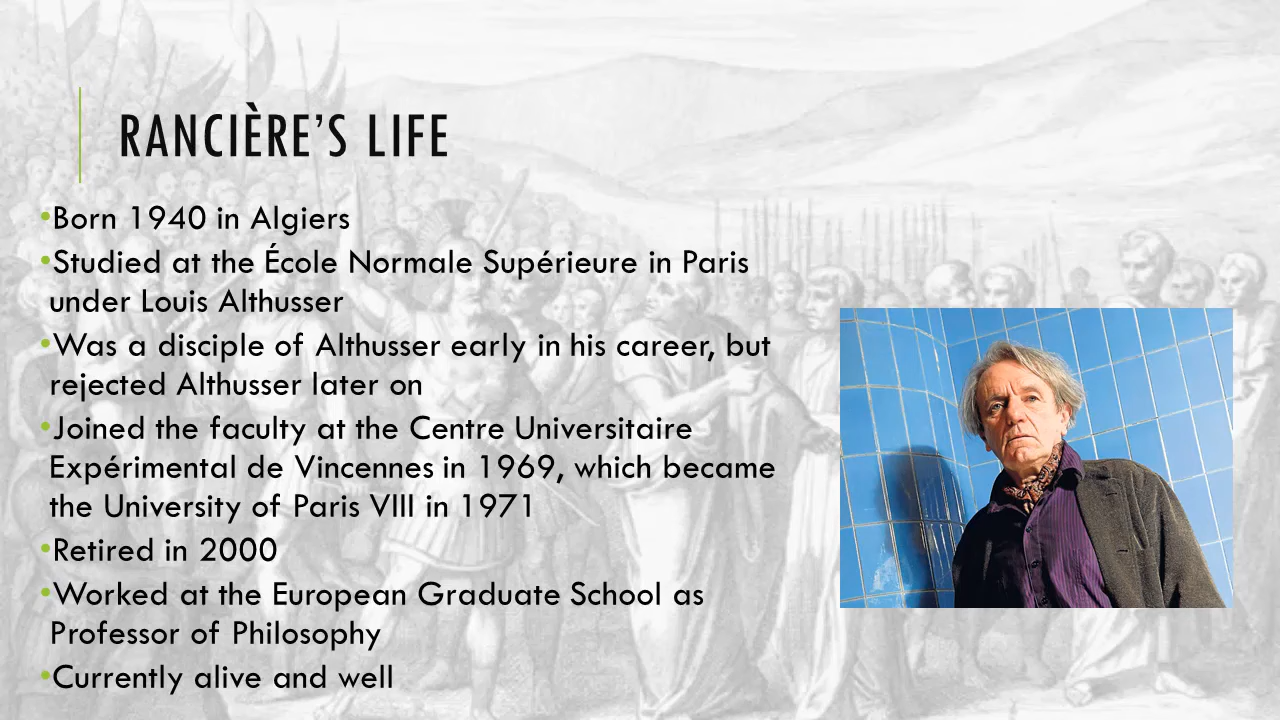 RANCIÈRE’S LIFE
•Born 1940 in Algiers
•Studied at the École Normale Supérieure in Paris
under Louis Althusser
•Was a disciple of Althusser early in his career, but
rejected Althusser later on
•Joined the faculty at the Centre Universitaire
Expérimental de Vincennes in 1969, which became
the University of Paris VIII in 1971
•Retired in 2000
•Worked at the European Graduate School as
Professor of Philosophy
•Currently alive and well